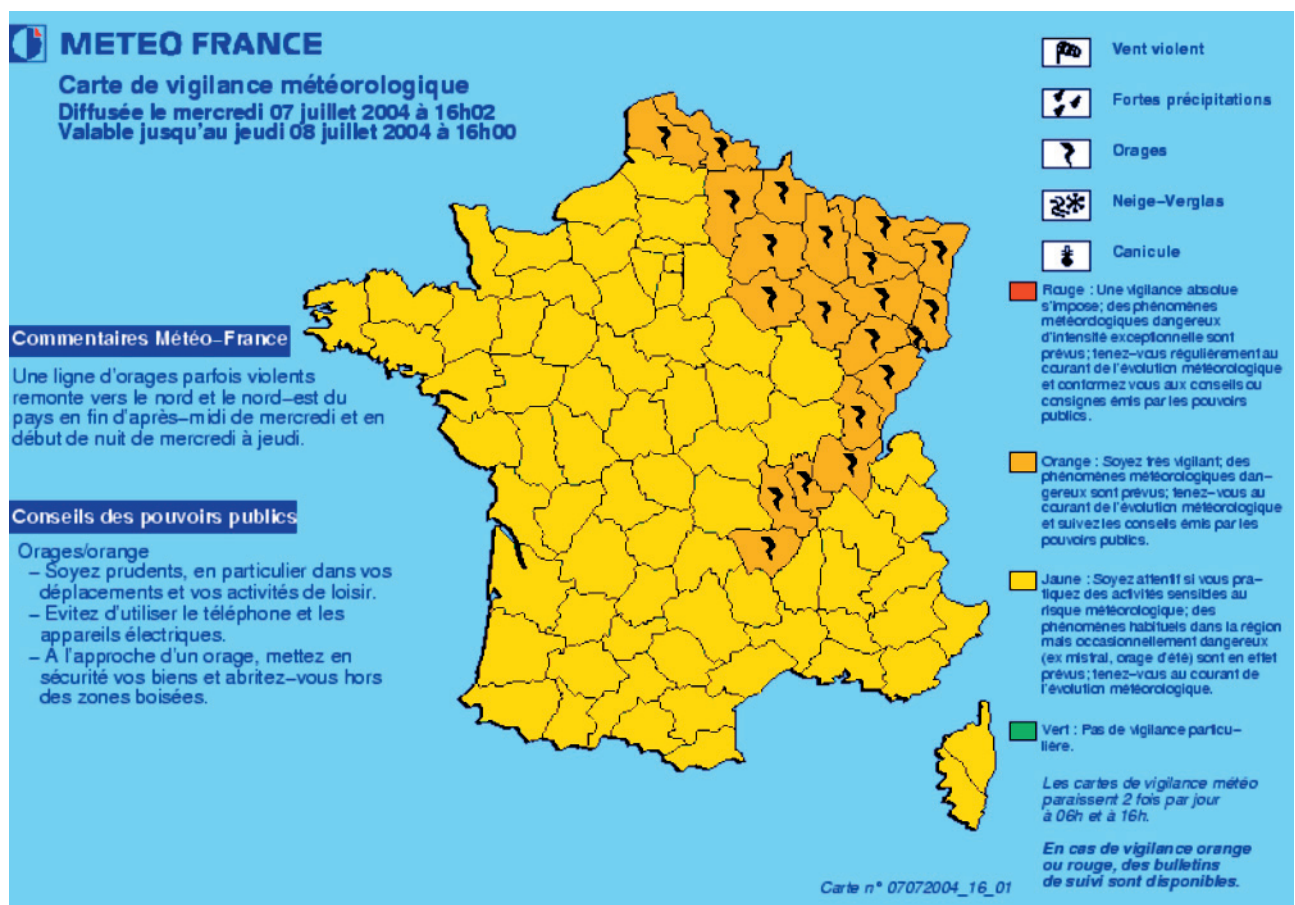 METEO FRANCE
Carte de vigilance météorologique
Diffusée le mercredi 07 juillet 2004 à 16h02
Valable jusqu'au jeudi 08 juillet 2004 à 16h00
Commentaires Météo-France
Une ligne d'orages parfois violents
remonte vers le nord et le nord-est du
pays en fin d'après-midi de mercredi et en
début de nuit de mercredi à jeudi.
Conseils des pouvoirs publics
Orages/orange
- Soyez prudents, en particulier dans vos
déplacements et vos activités de loisir.
- Evitez d'utiliser le téléphone et les
appareils électriques.
- A l'approche d'un orage, mettez en
sécurité vos biens et abritez-vous hors
des zones boisées.
Vent violent
Fortes précipitations
Orages
Neige-Verglas
Canicule
Rouge : Une vigilance absolue
s'impose; des phénomènes
météorologiques dangereux
d'intensité exceptionnelle sont
prévus; tenez-vous régulièrement au
courant de l'évolution météorologique
et conformez vous aux conseils ou
consignes émis par les pouvoirs
publics.
Orange : Soyez très vigilant; des
phénomènes météorologiques dan-
gereux sont prévus; tenez-vous au
courant de l'évolution météorologique
et suivez les conseils émis par les
pouvoirs publics.
Jaune : Soyez attentif si vous pra-
tiquez des activités sensibles au
risque météorologique; des
phénomènes habituels dans la région
mais occasionnellement dangereux
(ex mistral, orage d'été) sont en effet
prévus; tenez-vous au courant de
l'évolution météorologique.
Vert : Pas de vigilance particu-
lière.
Les cartes de vigilance météo
paraissent 2 fois par jour
à 06h et à 16h.
En cas de vigilance orange
ou rouge, des bulletins
de suivi sont disponibles.
Carte n° 07072004_16_01